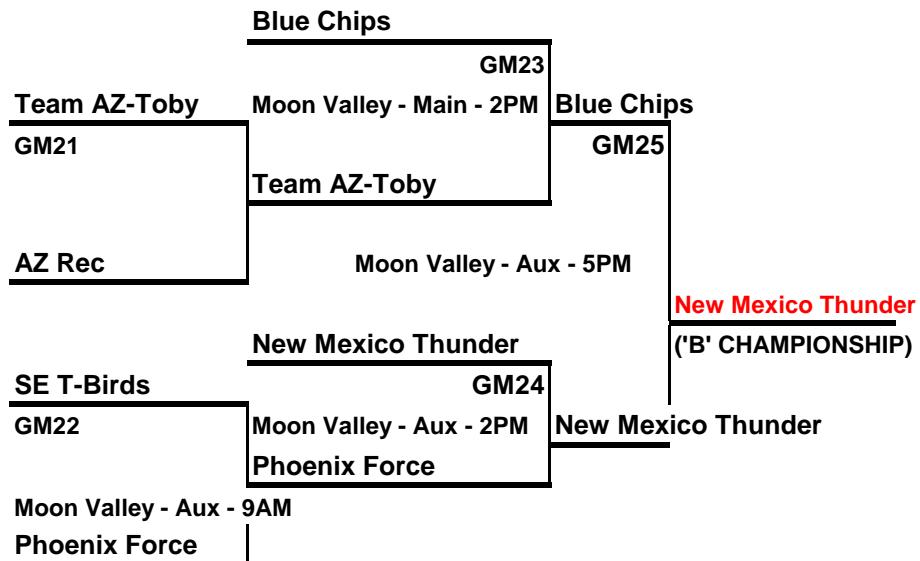 Blue Chips
GM23
Team AZ-Toby
Moon Valley - Main - 2PM
Blue Chips
GM21
GM25
Team AZ-Toby
AZ Rec
Moon Valley - Aux - 5PM
New Mexico Thunder
New Mexico Thunder
('B' CHAMPIONSHIP)
SE T-Birds
GM24
GM22
Moon Valley - Aux - 2PM
New Mexico Thunder
Phoenix Force
Moon Valley - Aux - 9AM
Phoenix Force